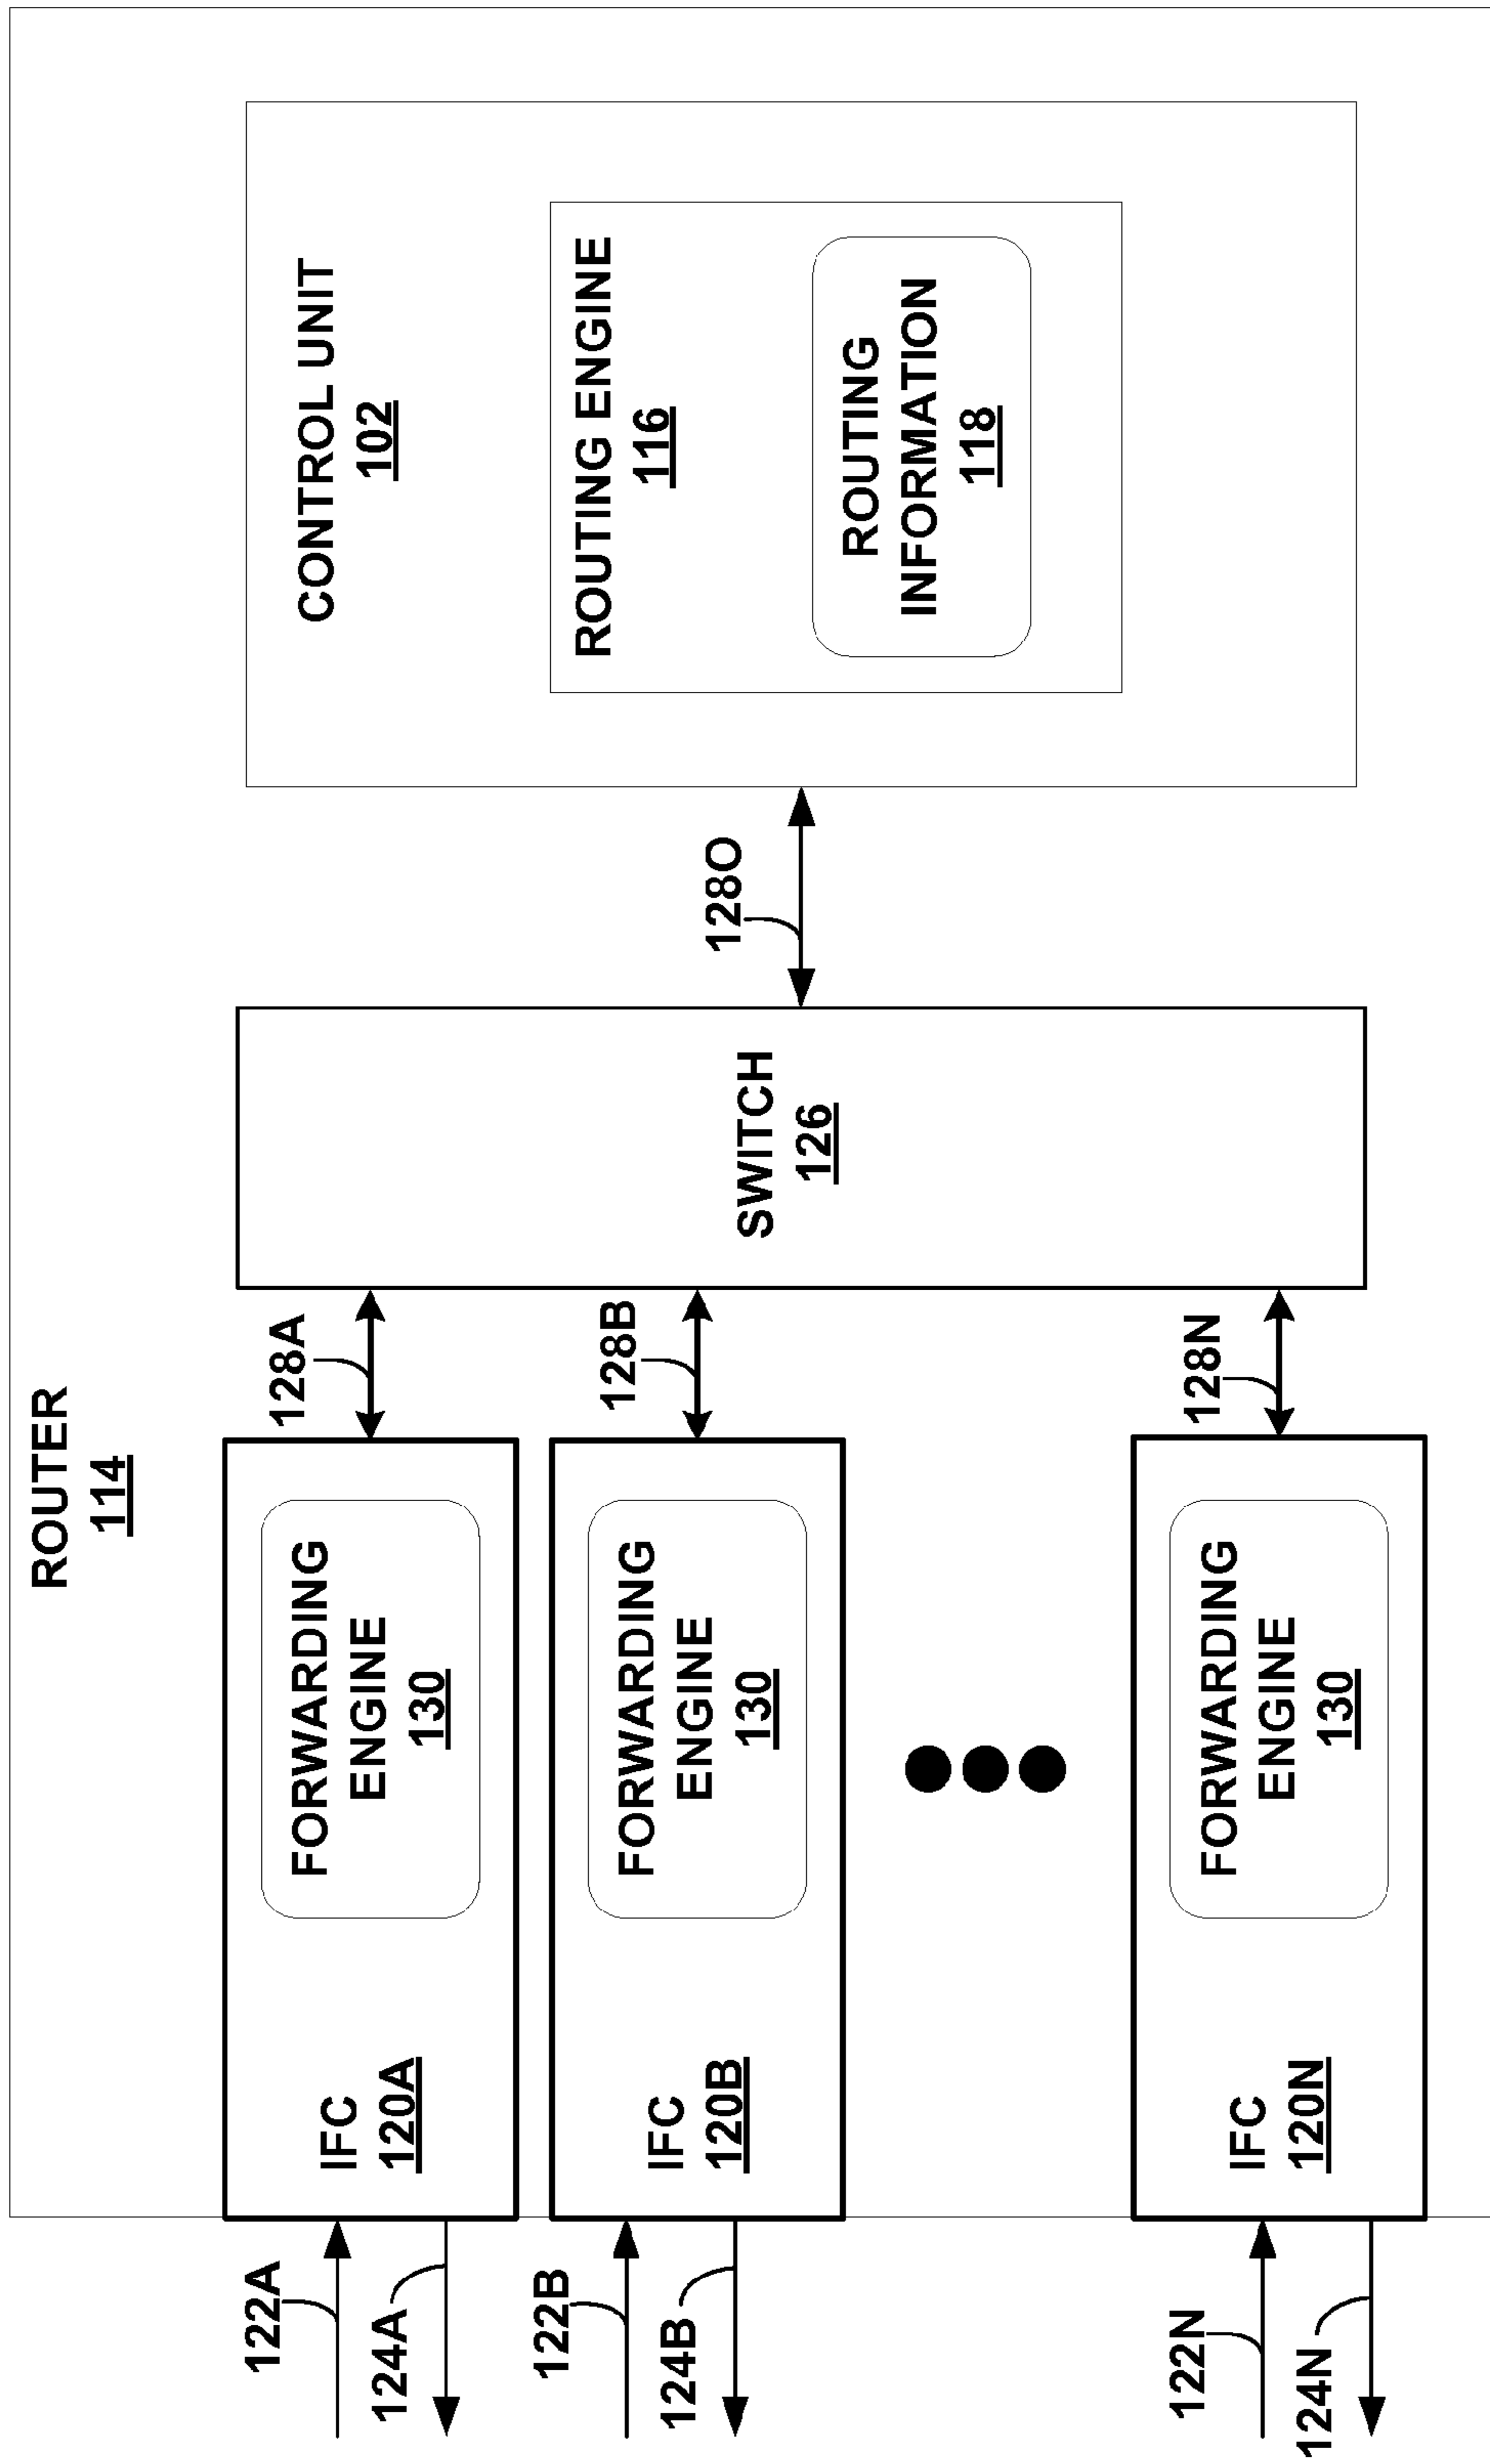 ROUTER
114
122A
124A
IFC
120A
FORWARDING
ENGINE
130
128A
122B
124B
IFC
120B
FORWARDING
ENGINE
130
128B
122N
124N
IFC
120N
FORWARDING
ENGINE
130
128N
SWITCH
126
128O
CONTROL UNIT
102
ROUTING ENGINE
116
ROUTING
INFORMATION
118